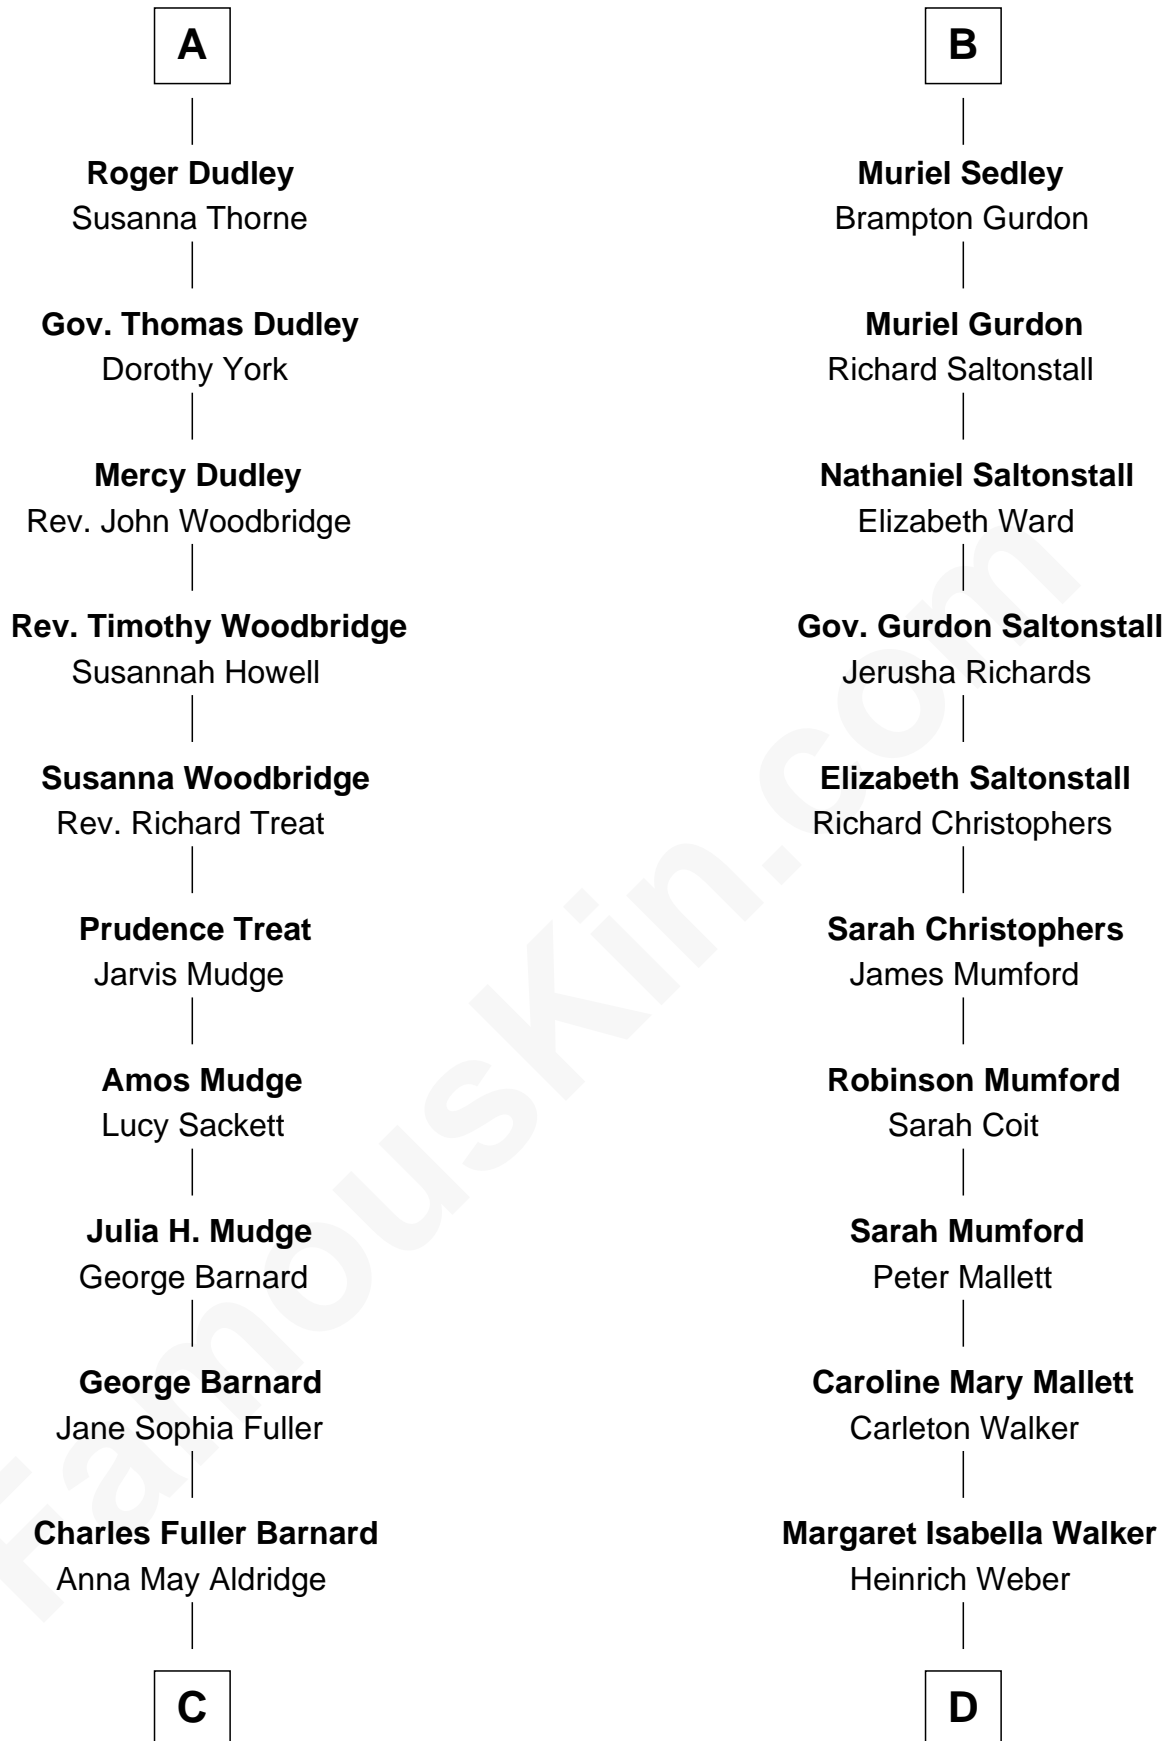 A
Roger Dudley
Susanna Thorne
Gov. Thomas Dudley
Dorothy York
Mercy Dudley
Rev. John Woodbridge
Rev. Timothy Woodbridge
Susannah Howell
Susanna Woodbridge
Rev. Richard Treat
Prudence Treat
Jarvis Mudge
Amos Mudge
Lucy Sackett
Julia H. Mudge
George Barnard
George Barnard
Jane Sophia Fuller
Charles Fuller Barnard
Anna May Aldridge
C
B
Muriel Sedley
Brampton Gurdon
Muriel Gurdon
Richard Saltonstall
Nathaniel Saltonstall
Elizabeth Ward
Gov. Gurdon Saltonstall
Jerusha Richards
Elizabeth Saltonstall
Richard Christophers
Sarah Christophers
James Mumford
Robinson Mumford
Sarah Coit
Sarah Mumford
Peter Mallett
Caroline Mary Mallett
Carleton Walker
Margaret Isabella Walker
Heinrich Weber
D
FamousKin.com